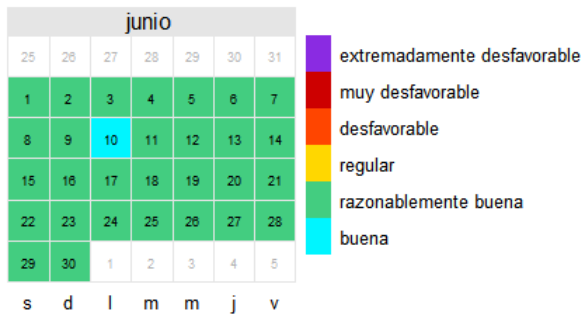 junio
25 26 27 28 29 30 31
1 2 3 4 5 6 7
8 9 10 11 12 13 14
15 16 17 18 19 20 21
22 23 24 25 26 27 28
29 30 1 2 3 4 5
s d l m m j v
extremadamente desfavorable
muy desfavorable
desfavorable
regular
razonablemente buena
buena